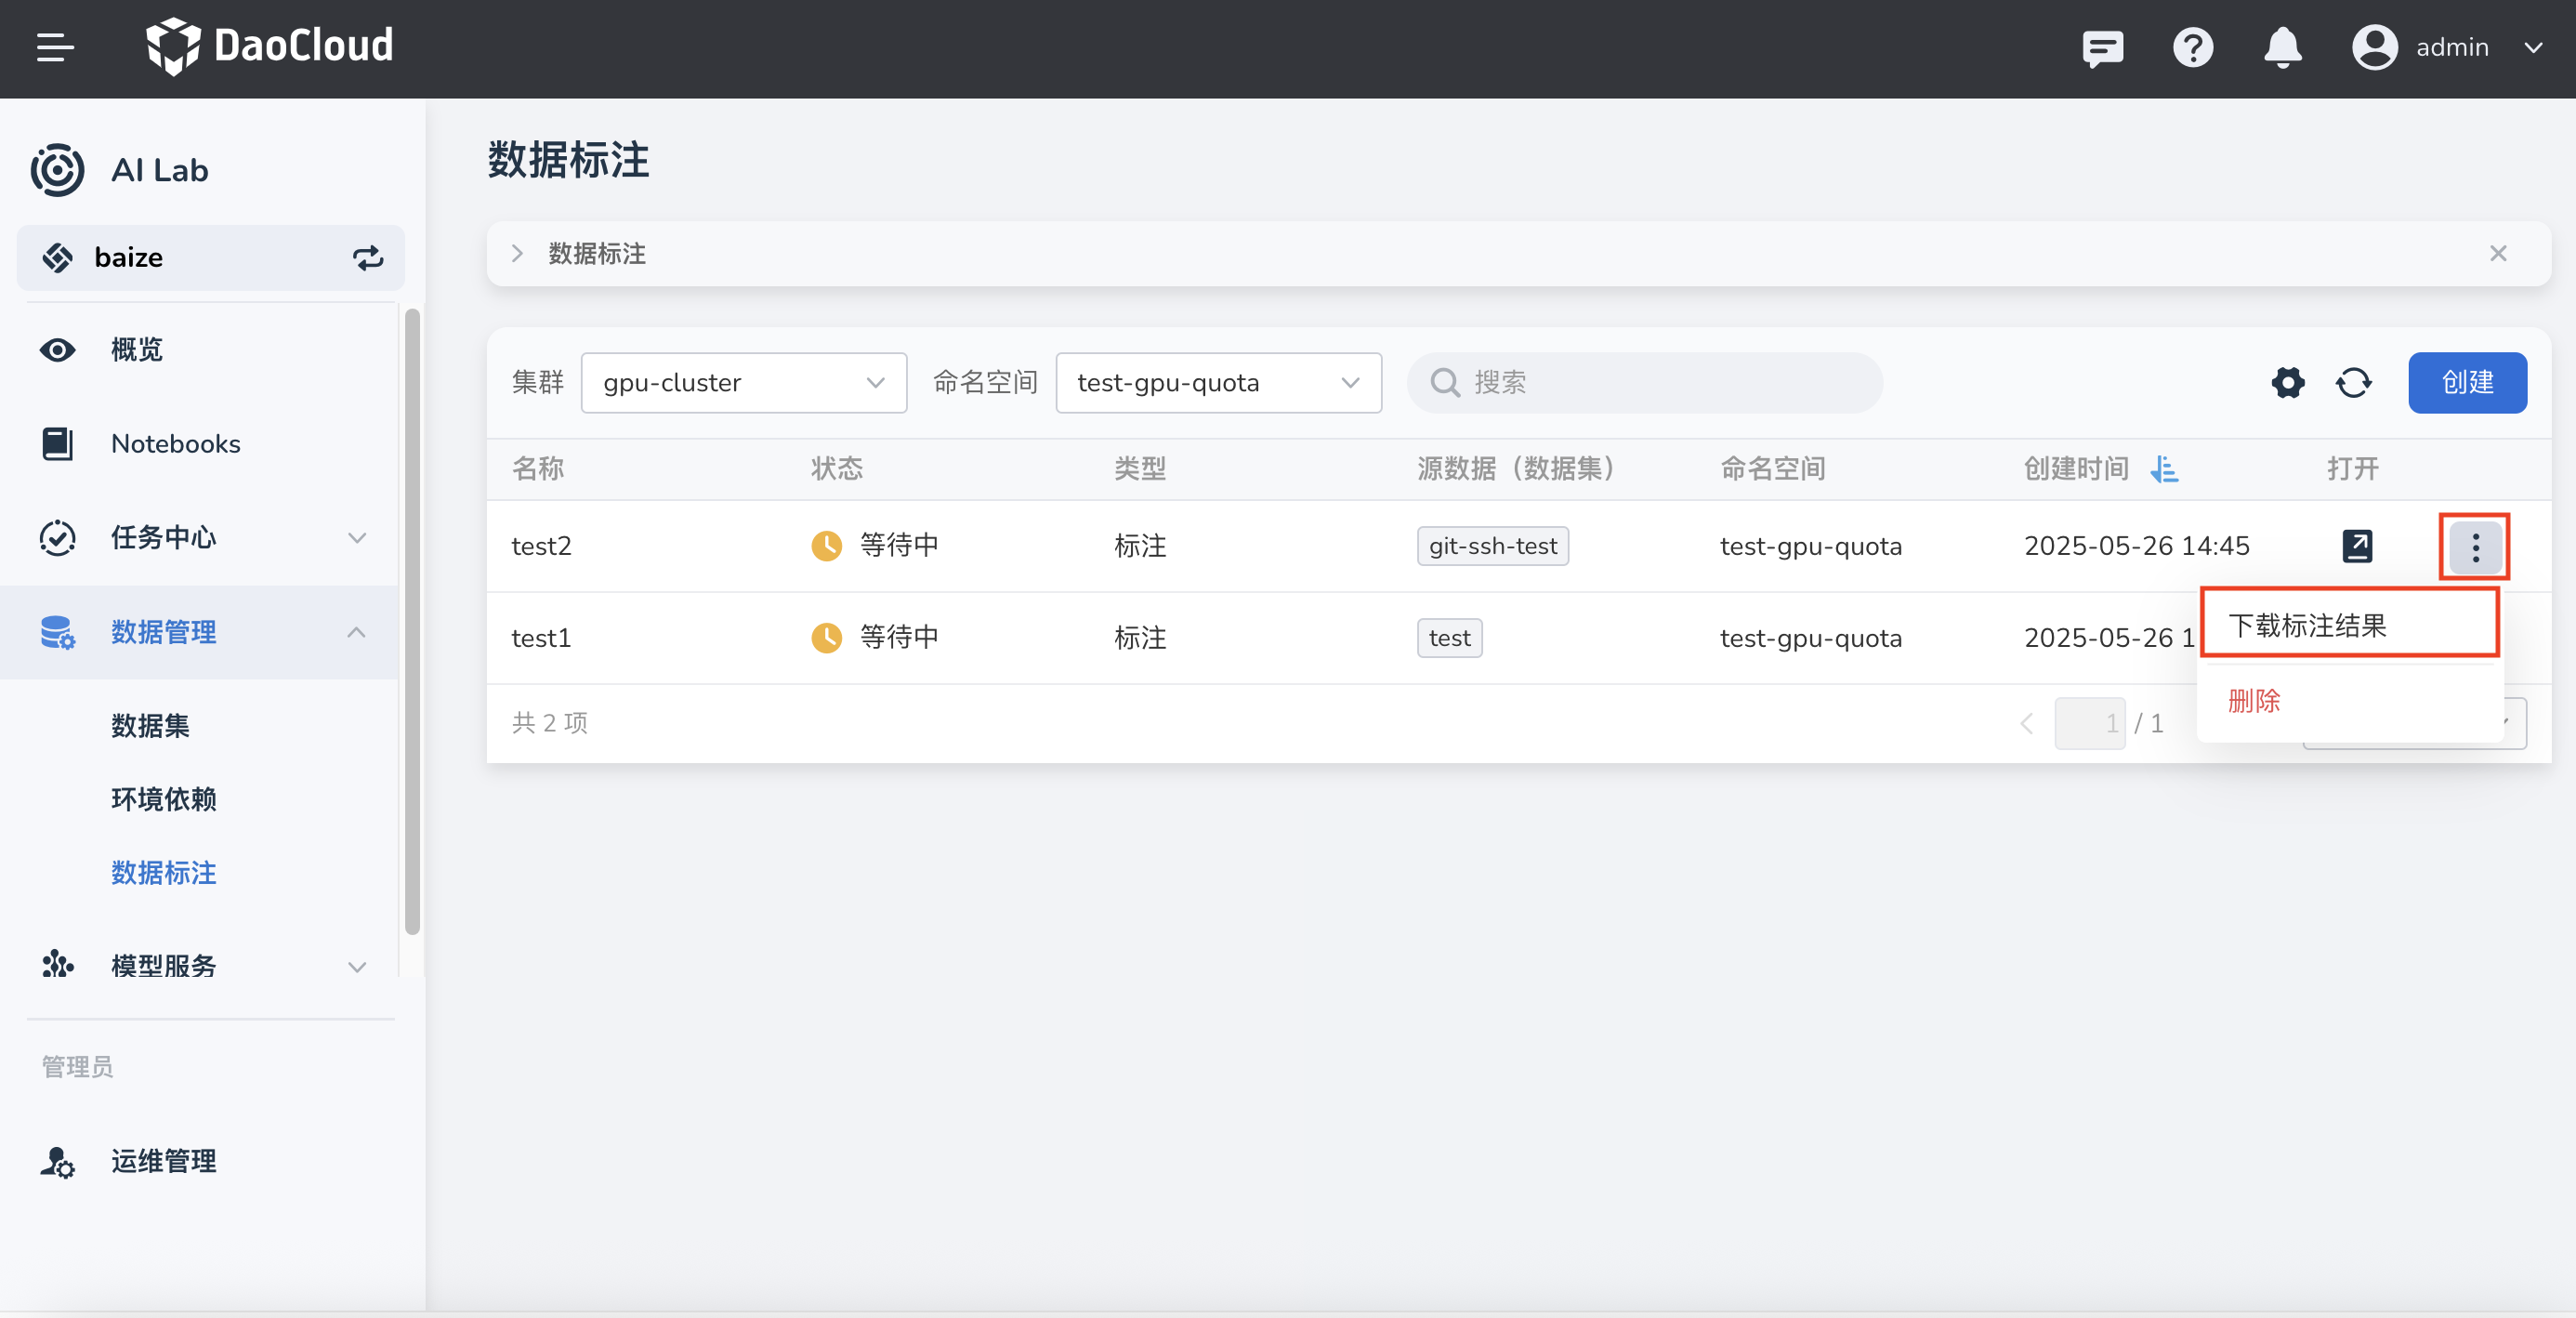 DaoCloud
admin
AI Lab
baize
概览
Notebooks
任务中心
数据管理
数据集
环境依赖
数据标注
模型服务
管理员
运维管理
数据标注
数据标注
集群 gpu-cluster 命名空间 test-gpu-quota 搜索 创建
名称 状态 类型 源数据（数据集） 命名空间 创建时间 打开
test2 等待中 标注 git-ssh-test test-gpu-quota 2025-05-26 14:45
test1 等待中 标注 test test-gpu-quota 2025-05-26 1
下载标注结果
删除
共 2 项 1 / 1